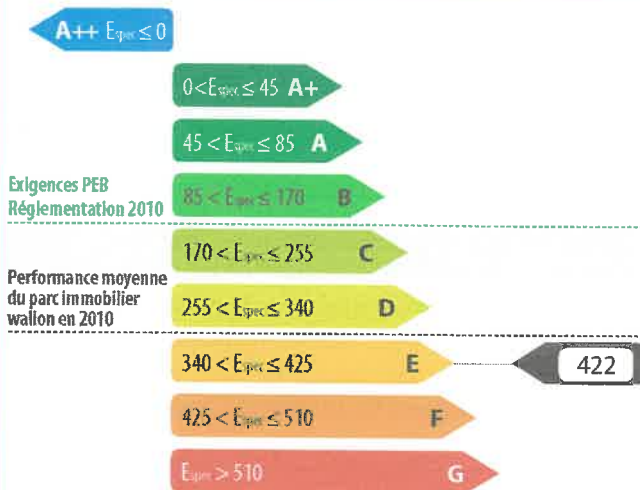 A++ Espec ≤ 0
0<Espec ≤ 45 A+
45 < Espec ≤ 85 A
Exigences PEB
Réglementation 2010
85 < Espec ≤ 170 B
170 < Espec ≤ 255 C
Performance moyenne
du parc immobilier
wallon en 2010
255 < Espec ≤ 340 D
340 < Espec ≤ 425 E
422
425 < Espec ≤ 510 F
Espec > 510 G